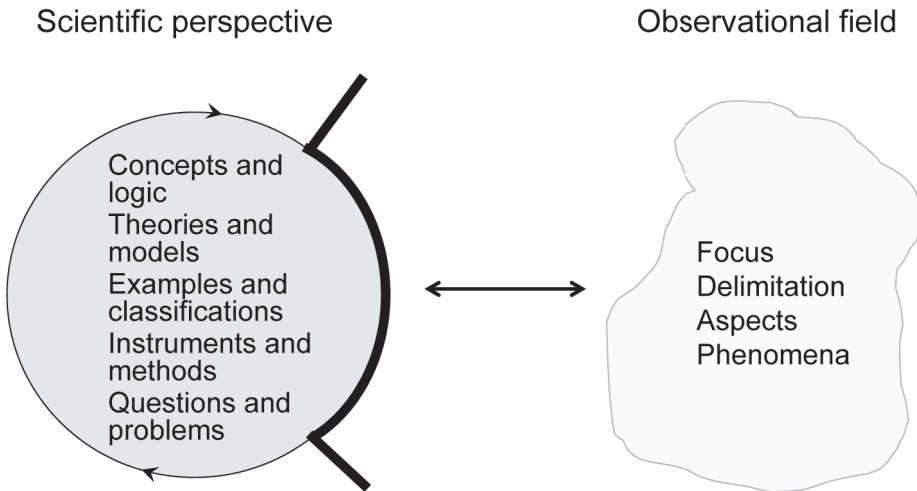 Scientific perspective
Observational field
Concepts and
logic
Theories and
models
Examples and
classifications
Instruments and
methods
Questions and
problems
Focus
Delimitation
Aspects
Phenomena